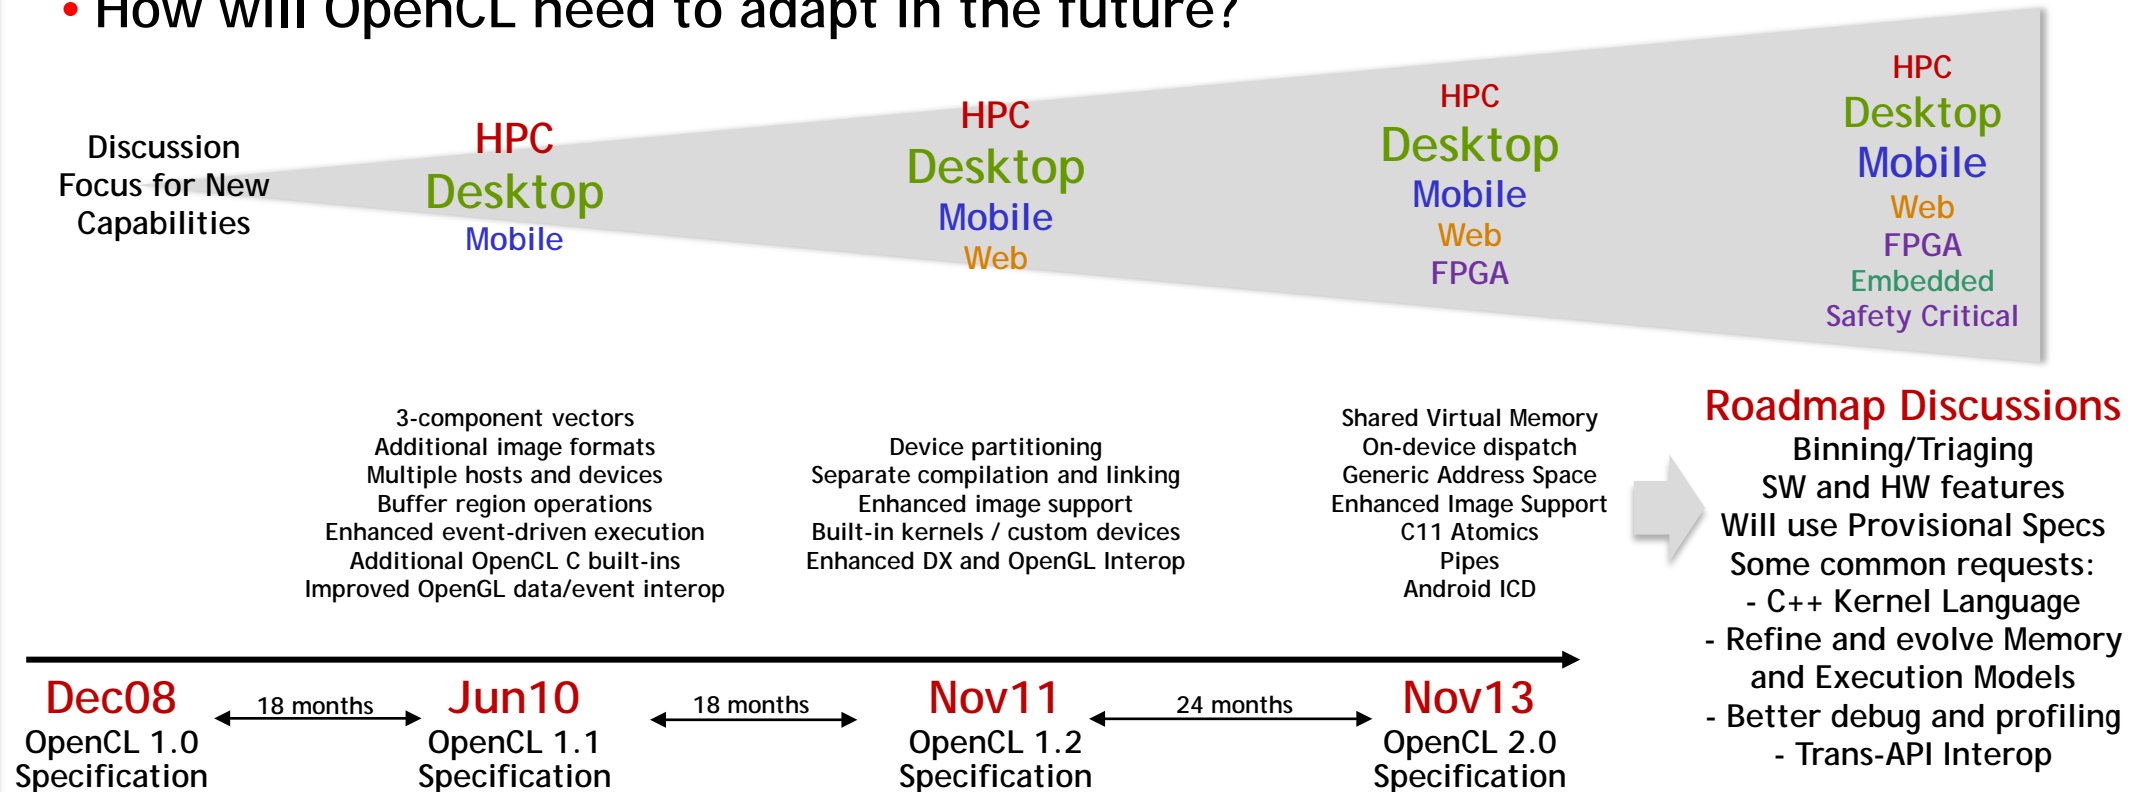 • How will OpenCL need to adapt in the future?
Discussion
Focus for New
Capabilities
HPC
Desktop
Mobile
HPC
Desktop
Mobile
Web
HPC
Desktop
Mobile
Web
FPGA
HPC
Desktop
Mobile
Web
FPGA
Embedded
Safety Critical
3-component vectors
Additional image formats
Multiple hosts and devices
Buffer region operations
Enhanced event-driven execution
Additional OpenCL C built-ins
Improved OpenGL data/event interop
Device partitioning
Separate compilation and linking
Enhanced image support
Built-in kernels / custom devices
Enhanced DX and OpenGL Interop
Shared Virtual Memory
On-device dispatch
Generic Address Space
Enhanced Image Support
C11 Atomics
Pipes
Android ICD
Roadmap Discussions
Binning/Triaging
SW and HW features
Will use Provisional Specs
Some common requests:
- C++ Kernel Language
- Refine and evolve Memory
and Execution Models
- Better debug and profiling
- Trans-API Interop
Dec08
OpenCL 1.0
Specification
18 months
Jun10
OpenCL 1.1
Specification
18 months
Nov11
OpenCL 1.2
Specification
24 months
Nov13
OpenCL 2.0
Specification